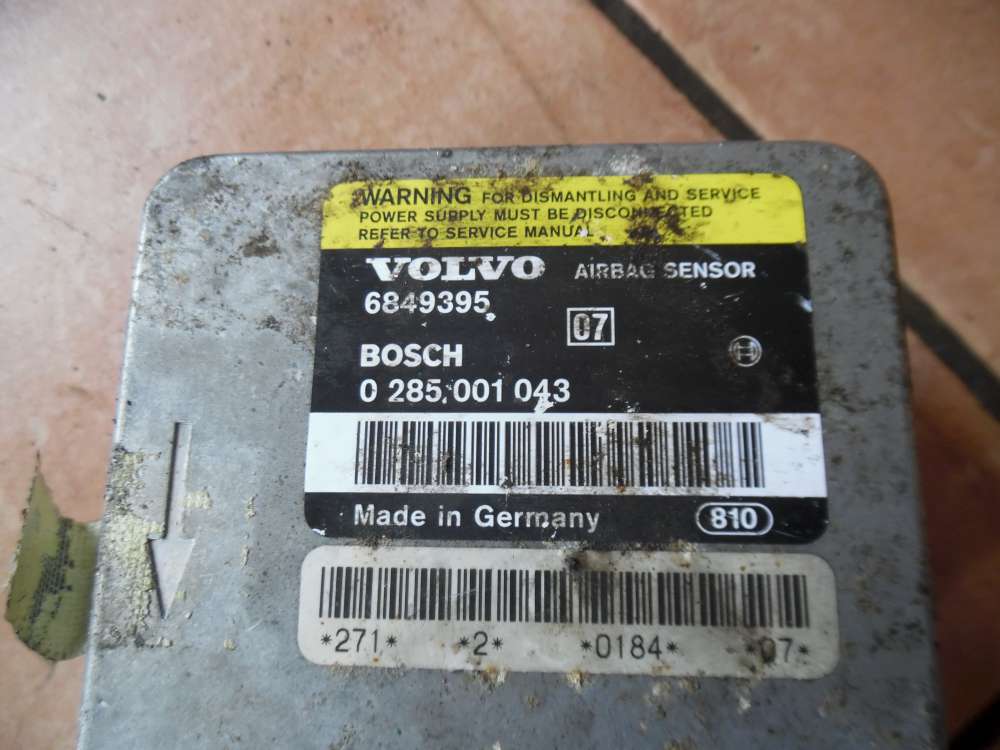 WARNING FOR DISMANTLING AND SERVICE
POWER SUPPLY MUST BE DISCONNECTED
REFER TO SERVICE MANUAL
VOLVO AIRBAG SENSOR
6849395
07
BOSCH
0 285 001 043
Made in Germany 810
*271* *2* *0184* *07*